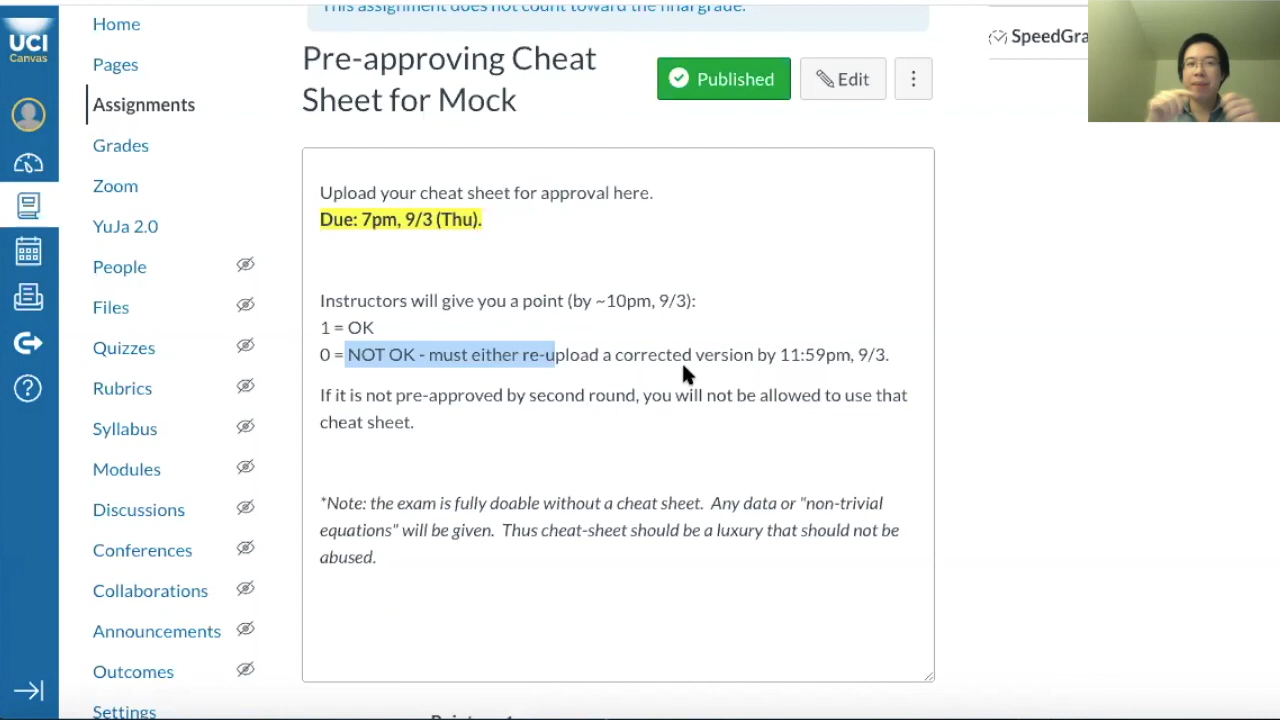 This assignment does not count toward the final grade.
UCI
Canvas
Home
Pages
Assignments
Grades
Zoom
YuJa 2.0
People
Files
Quizzes
Rubrics
Syllabus
Modules
Discussions
Conferences
Collaborations
Announcements
Outcomes
Settings
Pre-approving Cheat
Sheet for Mock
Published
Edit
SpeedGra
Upload your cheat sheet for approval here.
Due: 7pm, 9/3 (Thu).
Instructors will give you a point (by ~10pm, 9/3):
1 = OK
0 = NOT OK - must either re-upload a corrected version by 11:59pm, 9/3.
If it is not pre-approved by second round, you will not be allowed to use that
cheat sheet.
*Note: the exam is fully doable without a cheat sheet.  Any data or "non-trivial
equations" will be given.  Thus cheat-sheet should be a luxury that should not be
abused.